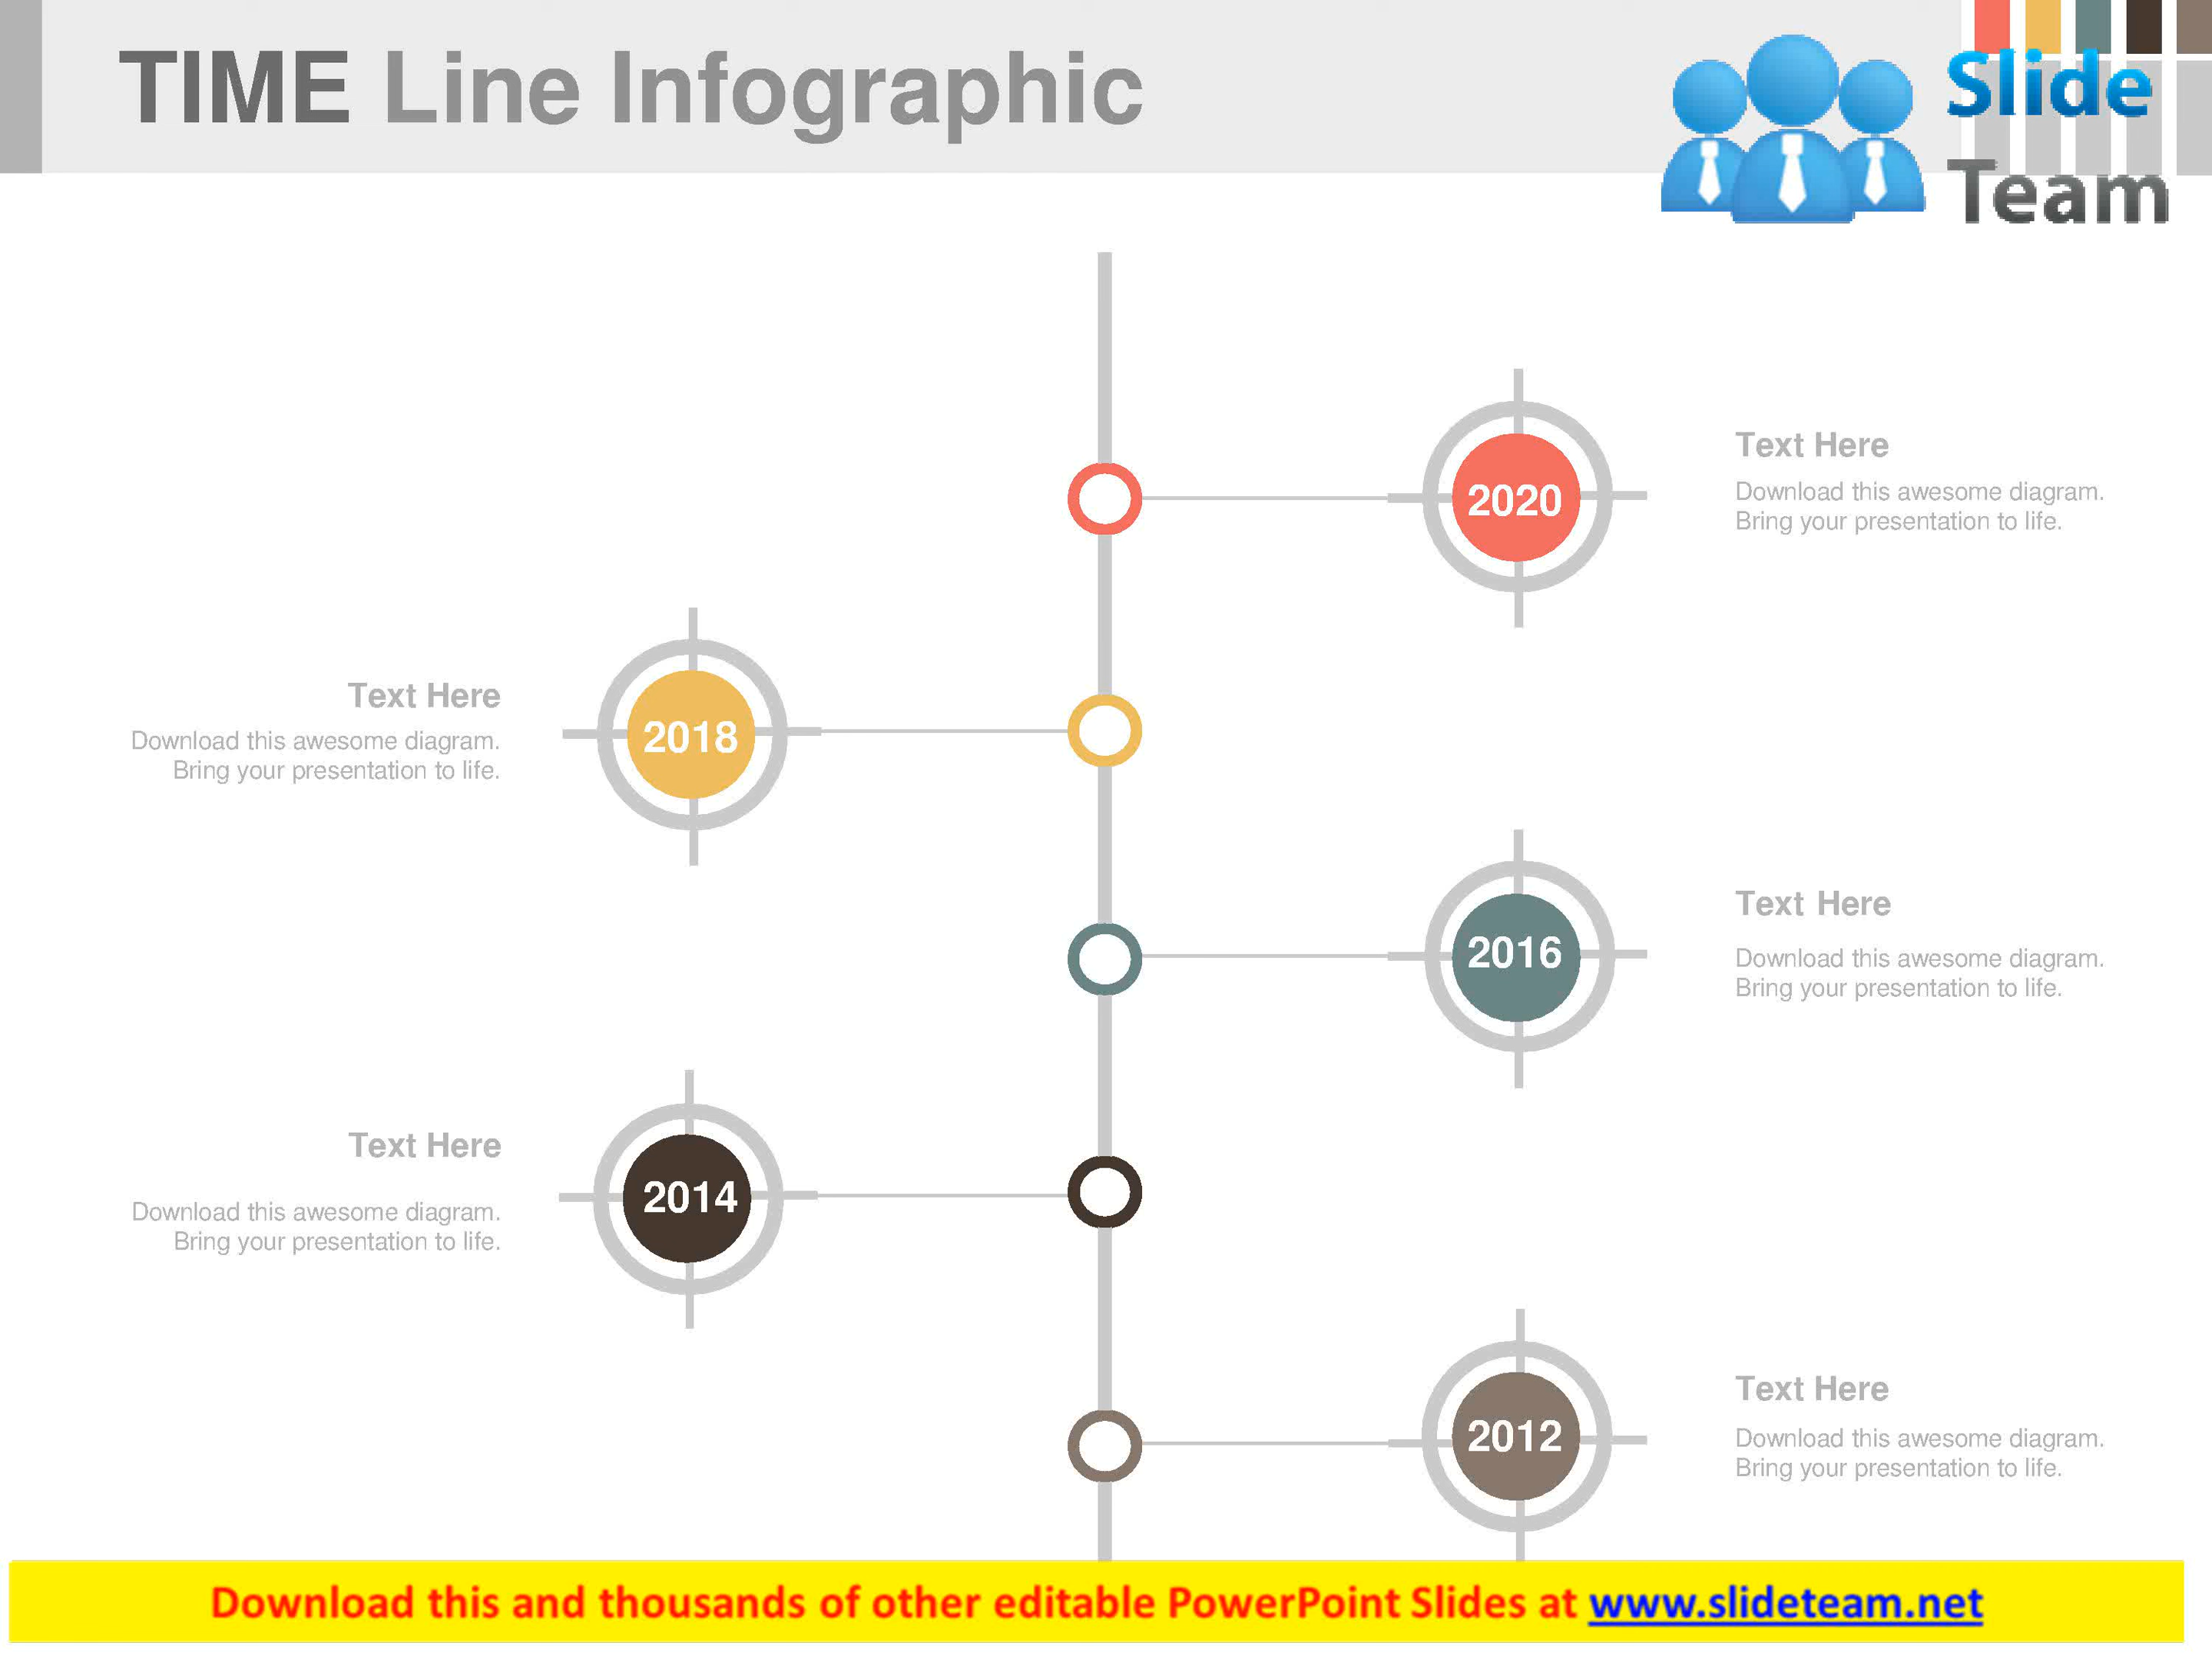 TIME Line Infographic
Slide
Team
2020
Text Here
Download this awesome diagram.
Bring your presentation to life.
2018
Text Here
Download this awesome diagram.
Bring your presentation to life.
2016
Text Here
Download this awesome diagram.
Bring your presentation to life.
2014
Text Here
Download this awesome diagram.
Bring your presentation to life.
2012
Text Here
Download this awesome diagram.
Bring your presentation to life.
Download this and thousands of other editable PowerPoint Slides at www.slideteam.net